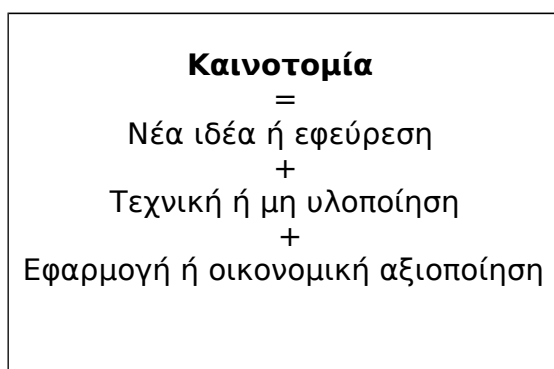 Καινοτομία
=
Νέα ιδέα ή εφεύρεση
+
Τεχνική ή μη υλοποίηση
+
Εφαρμογή ή οικονομική αξιοποίηση